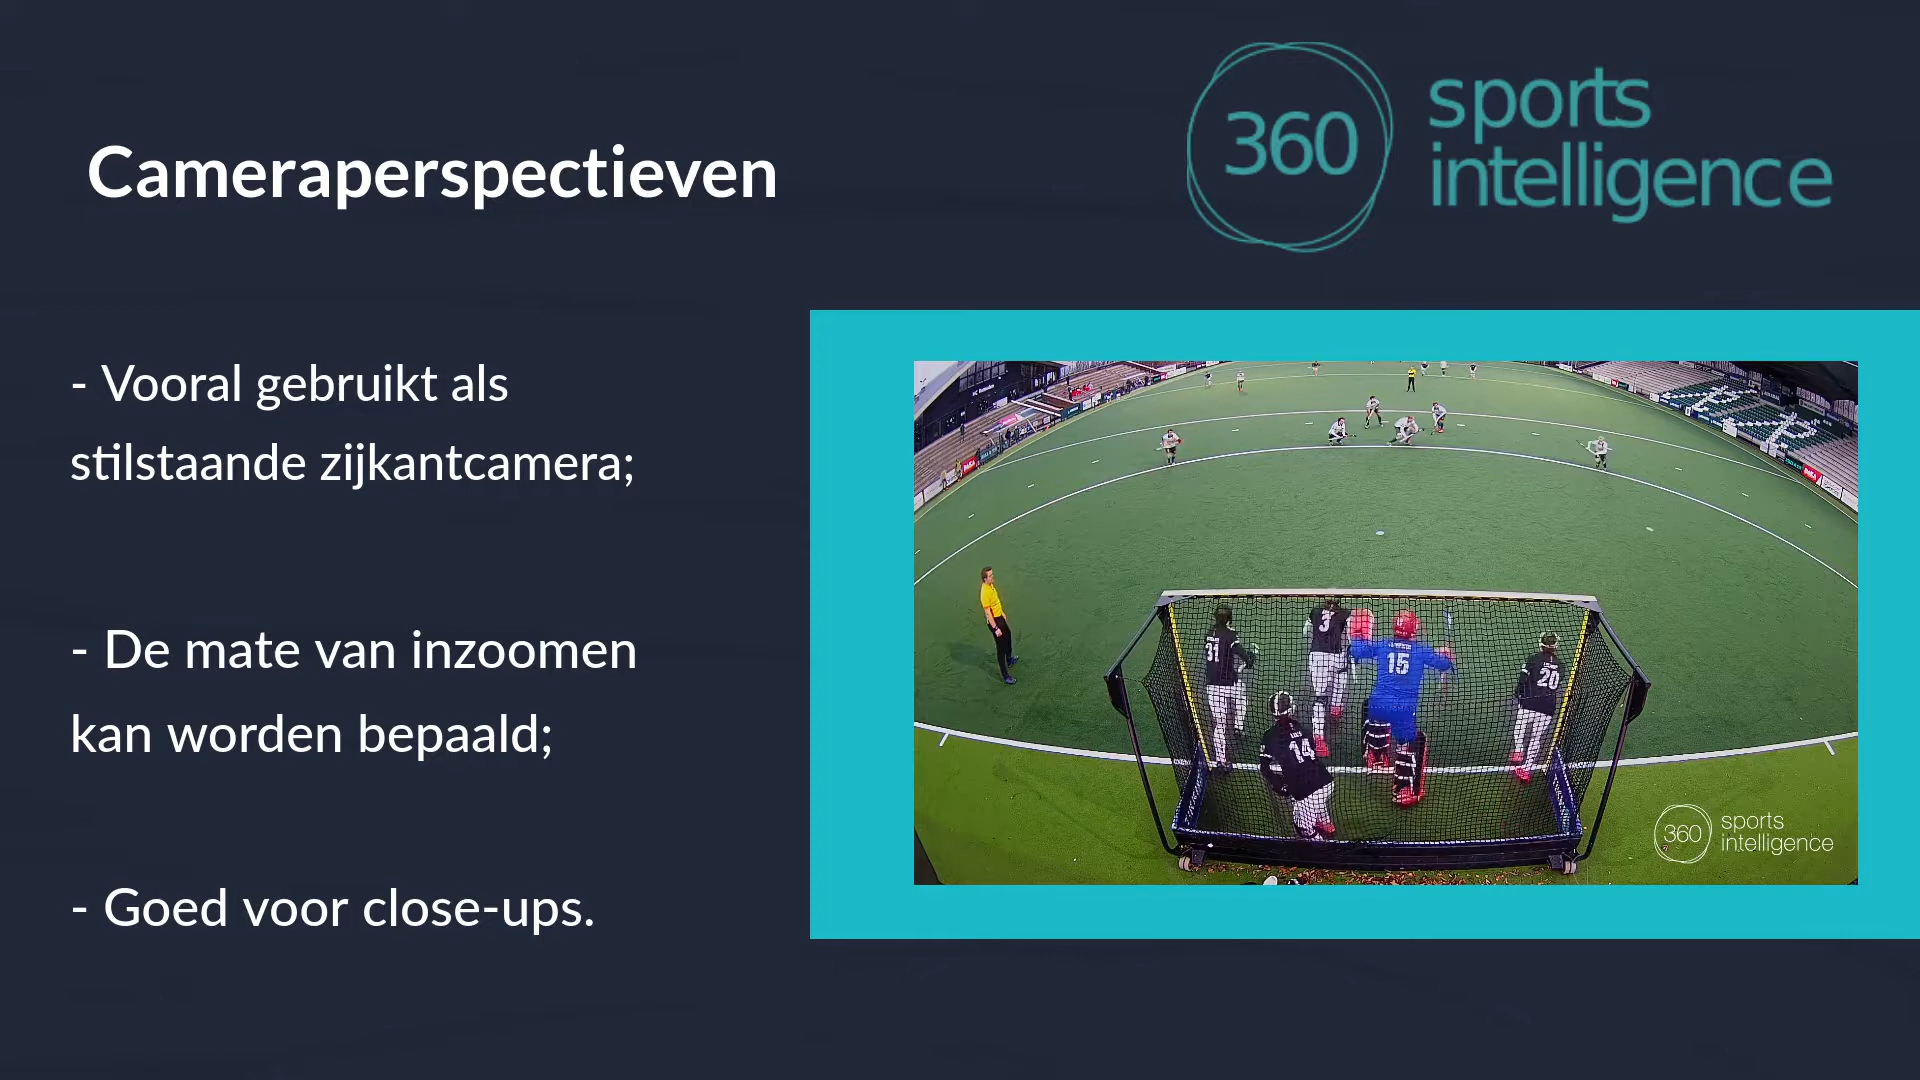 360
sports
intelligence
Cameraperspectieven
- Vooral gebruikt als
stilstaande zijkantcamera;
- De mate van inzoomen
kan worden bepaald;
- Goed voor close-ups.
31
3
15
20
14
360
sports
intelligence